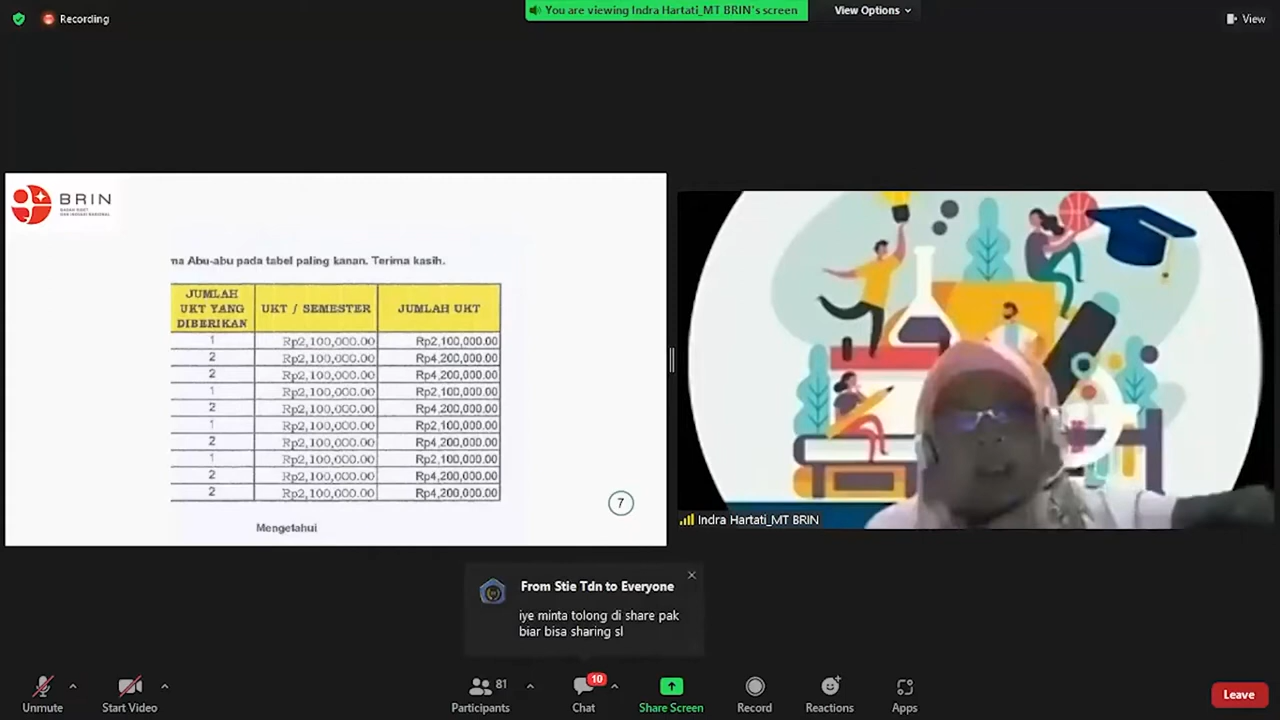 Recording
You are viewing Indra Hartati_MT BRIN's screen
View Options
View
BRIN
BADAN RISET
DAN INOVASI NASIONAL
na Abu-abu pada tabel paling kanan. Terima kasih.
JUMLAH UKT YANG DIBERIKAN UKT / SEMESTER JUMLAH UKT
1 Rp2,100,000.00 Rp2,100,000.00
2 Rp2,100,000.00 Rp4,200,000.00
2 Rp2,100,000.00 Rp4,200,000.00
1 Rp2,100,000.00 Rp2,100,000.00
2 Rp2,100,000.00 Rp4,200,000.00
1 Rp2,100,000.00 Rp2,100,000.00
2 Rp2,100,000.00 Rp4,200,000.00
1 Rp2,100,000.00 Rp2,100,000.00
2 Rp2,100,000.00 Rp4,200,000.00
2 Rp2,100,000.00 Rp4,200,000.00
7
Mengetahui
Indra Hartati_MT BRIN
From Stie Tdn to Everyone
iye minta tolong di share pak
biar bisa sharing sl
81
10
Unmute
Start Video
Participants
Chat
Share Screen
Record
Reactions
Apps
Leave